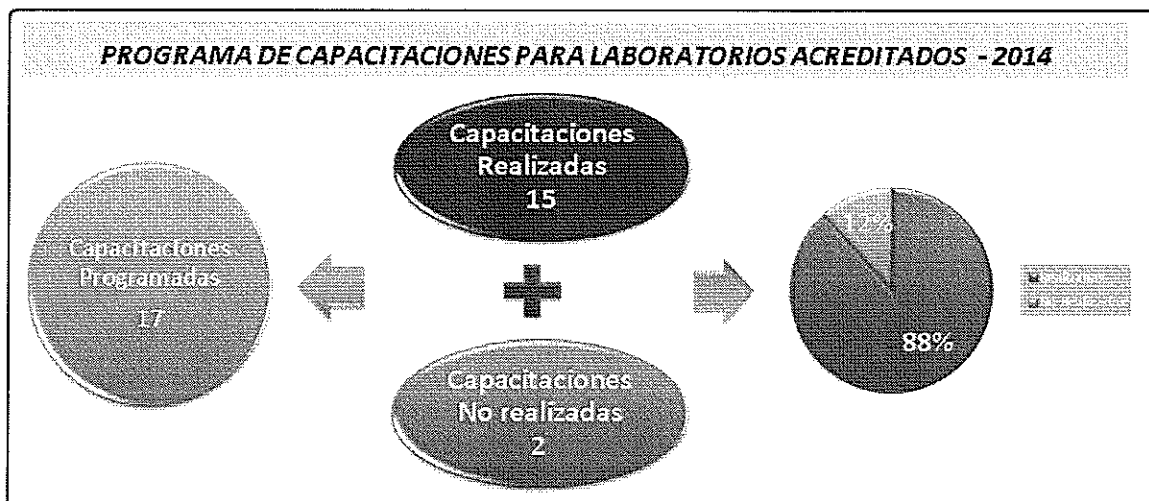 PROGRAMA DE CAPACITACIONES PARA LABORATORIOS ACREDITADOS - 2014
Capacitaciones
Realizadas
15
Capacitaciones
Programadas
17
Capacitaciones
No realizadas
2
12%
88%